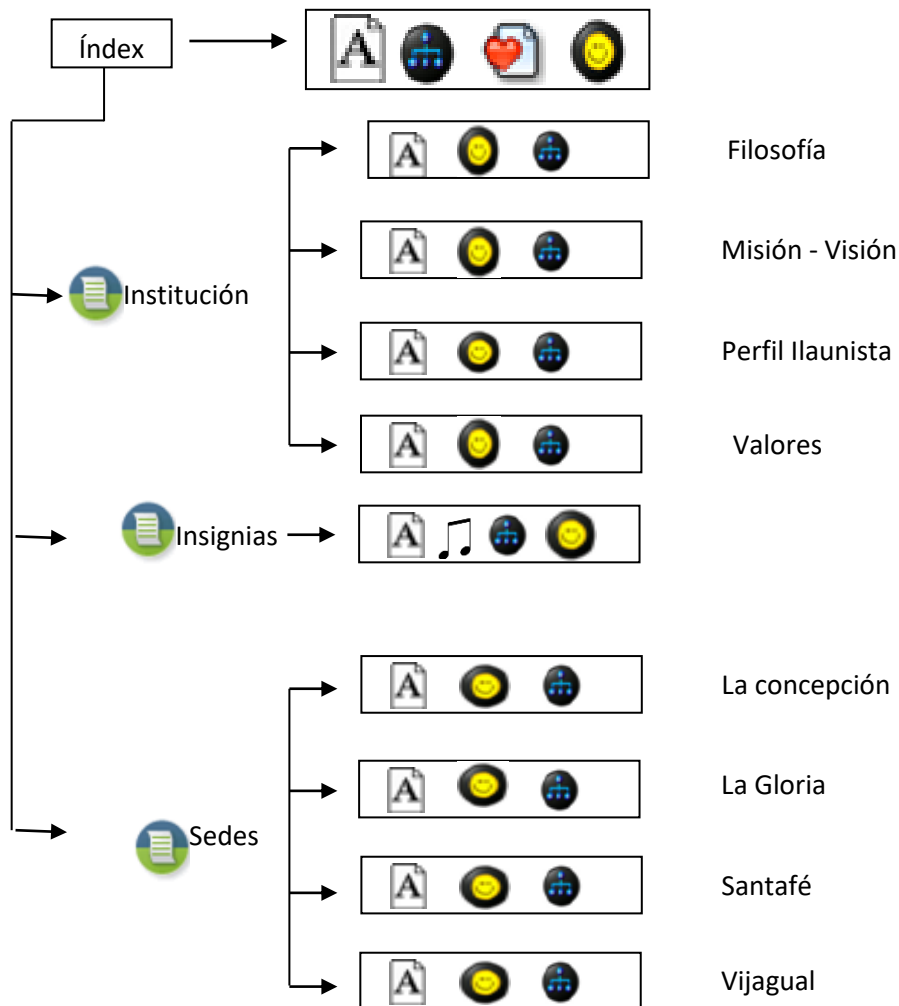 Índex
Filosofía
Misión - Visión
Institución
Perfil Ilaunista
Valores
Insignias
La concepción
La Gloria
Sedes
Santafé
Vijagual